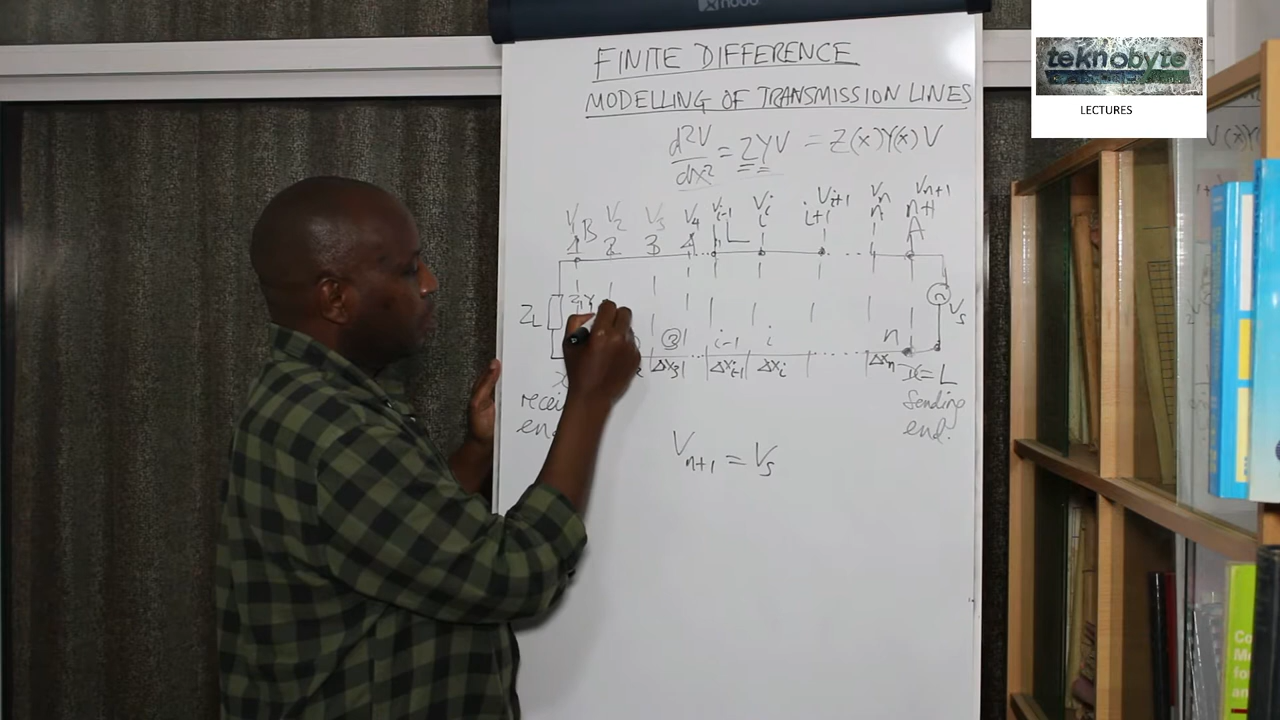 teknobyte
LECTURES
FINITE DIFFERENCE
MODELLING OF TRANSMISSION LINES
d2V/dx2 = ZYV = Z(x)Y(x)V
V1 V2 V3 V4 Vi-1 Vi Vi+1 Vn Vn+1
1 B 2 3 4 i-1 i i+1 n n+1
A
ZL Z1Y1 Vs
3 i-1 i n
Δx3 ... Δxi-1 Δxi ... Δxn x=L
Sending
end.
Vn+1 = Vs
Co